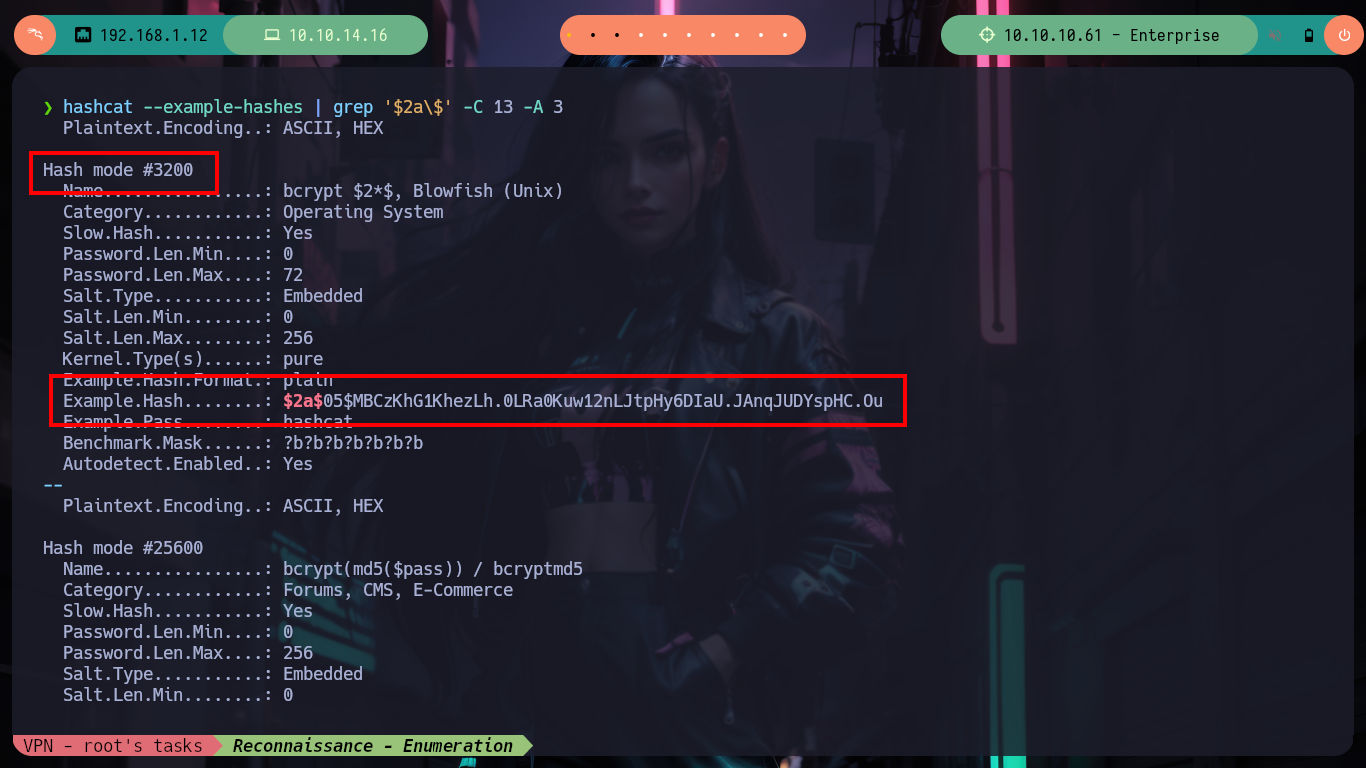 192.168.1.12 10.10.14.16 10.10.10.61 - Enterprise
❯ hashcat --example-hashes | grep '$2a\$' -C 13 -A 3
Plaintext.Encoding..: ASCII, HEX
Hash mode #3200
Name................: bcrypt $2*$, Blowfish (Unix)
Category............: Operating System
Slow.Hash...........: Yes
Password.Len.Min....: 0
Password.Len.Max....: 72
Salt.Type...........: Embedded
Salt.Len.Min........: 0
Salt.Len.Max........: 256
Kernel.Type(s)......: pure
Example.Hash.Format.: plain
Example.Hash........: $2a$05$MBCzKhG1KhezLh.0LRa0Kuw12nLJtpHy6DIaU.JAnqJUDYspHC.Ou
Example.Pass........: hashcat
Benchmark.Mask......: ?b?b?b?b?b?b?b
Autodetect.Enabled..: Yes
--
Plaintext.Encoding..: ASCII, HEX
Hash mode #25600
Name................: bcrypt(md5($pass)) / bcryptmd5
Category............: Forums, CMS, E-Commerce
Slow.Hash...........: Yes
Password.Len.Min....: 0
Password.Len.Max....: 256
Salt.Type...........: Embedded
Salt.Len.Min........: 0
VPN - root's tasks Reconnaissance - Enumeration